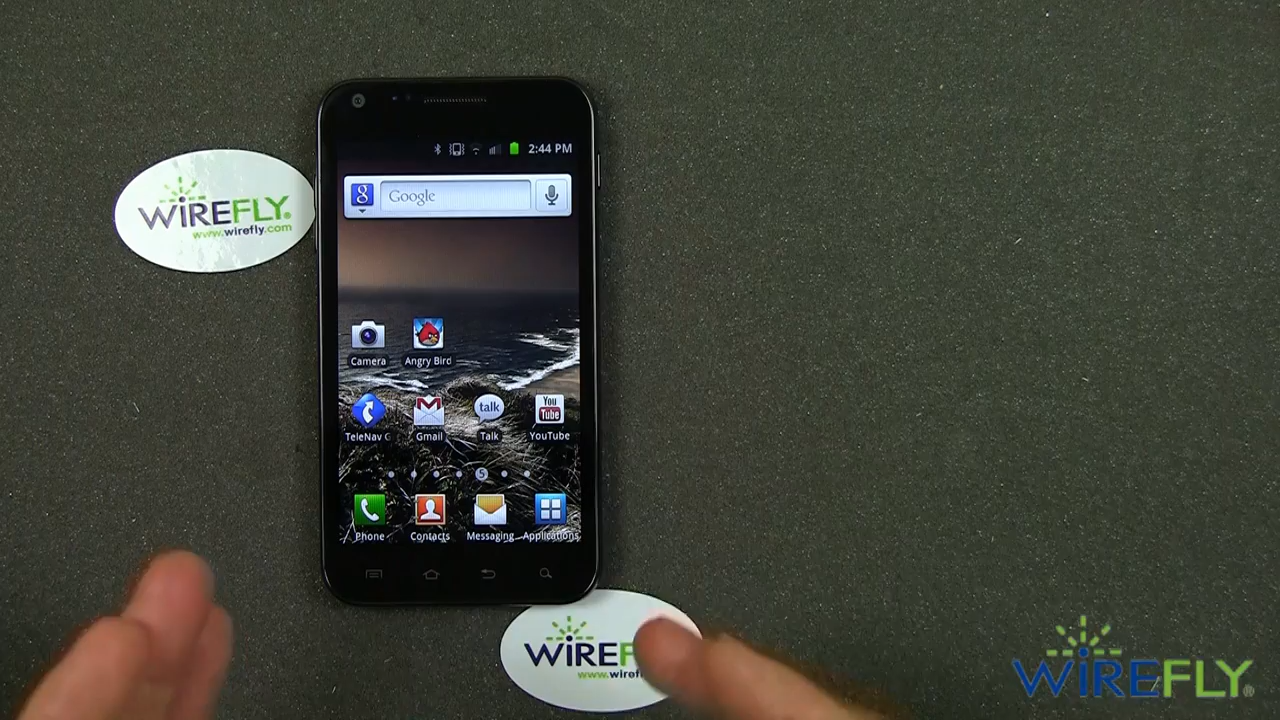 2:44 PM
Google
WIREFLY®
www.wirefly.com
Camera
Angry Bird
TeleNav G
Gmail
talk
Talk
You
Tube
YouTube
5
Phone
Contacts
Messaging
Applications
WIREF
www.wirefl
WIREFLY®